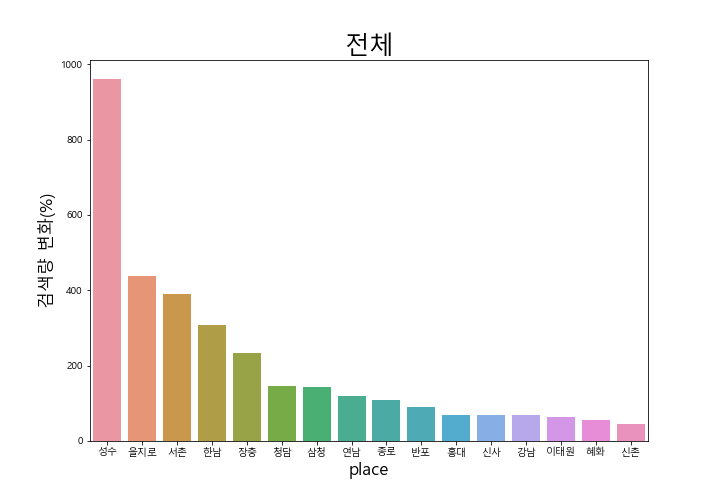 전체
검색량 변화(%)
1000
800
600
400
200
0
성수 을지로 서촌 한남 장충 청담 삼청 연남 종로 반포 홍대 신사 강남 이태원 혜화 신촌
place